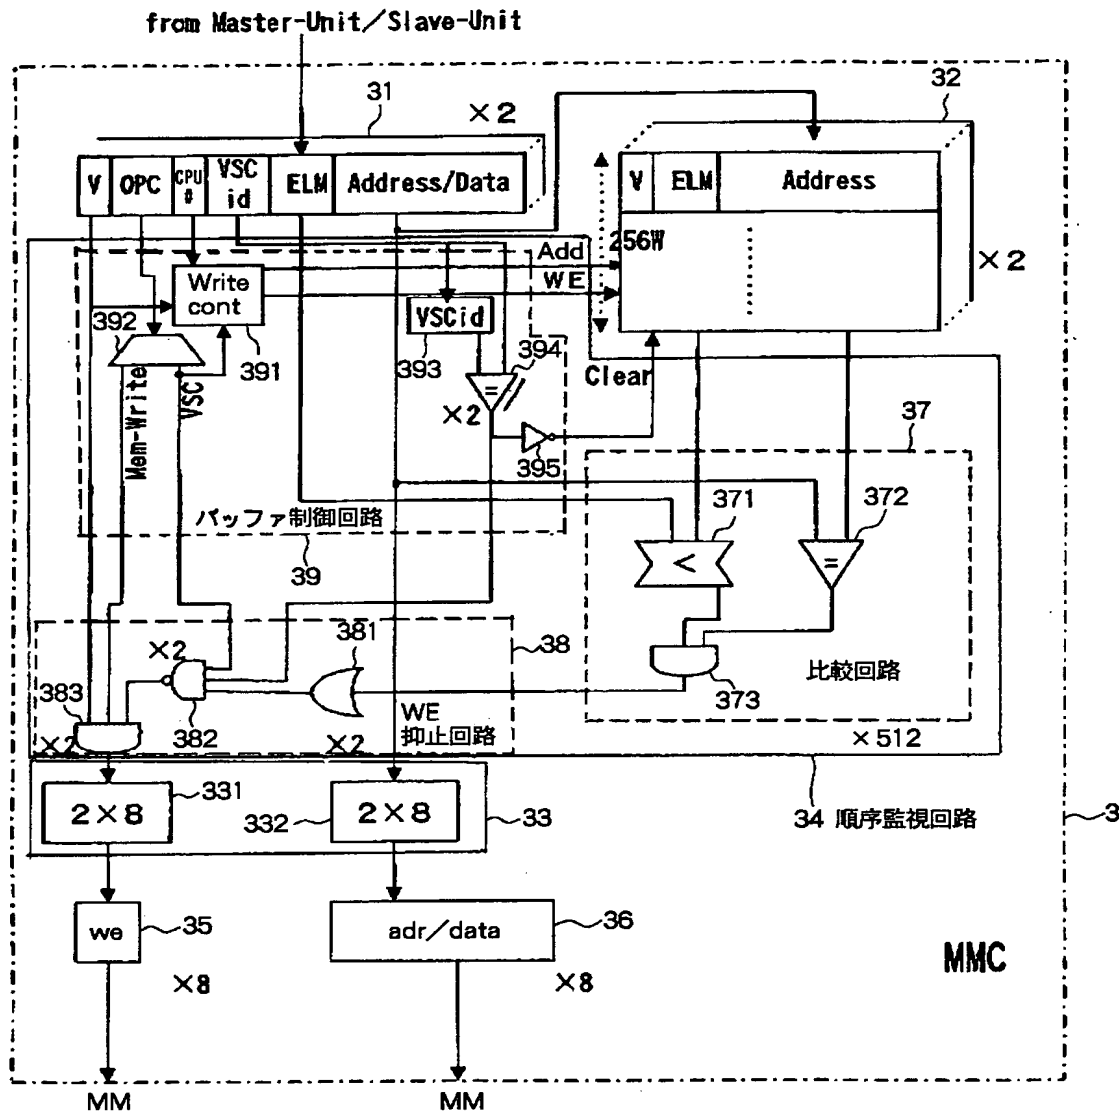 from Master-Unit／Slave-Unit
31
×2
32
V
OPC
CPU
#
VSC
id
ELM
Address/Data
V
ELM
Address
256W
×2
Add
WE
Write
cont
391
392
VSCid
393
394
=
×2
395
Clear
Mem-Write
VSC
バッファ制御回路
39
37
371
<
372
=
373
比較回路
×512
38
381
×2
382
383
×2
×2
WE
抑止回路
331
2×8
332
2×8
33
34 順序監視回路
3
we
35
×8
adr／data
36
×8
MMC
MM
MM